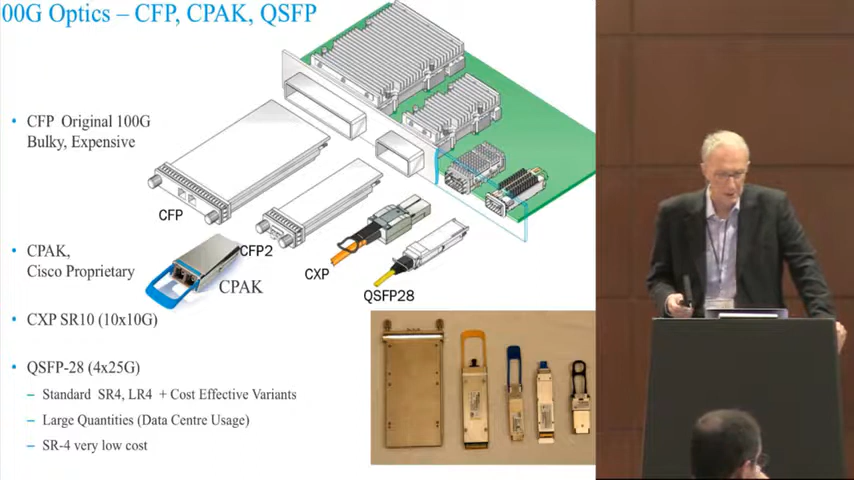 00G Optics – CFP, CPAK, QSFP
• CFP Original 100G
Bulky, Expensive
CFP
CFP2
CXP
QSFP28
• CPAK,
Cisco Proprietary
CPAK
• CXP SR10 (10x10G)
• QSFP-28 (4x25G)
– Standard SR4, LR4 + Cost Effective Variants
– Large Quantities (Data Centre Usage)
– SR-4 very low cost